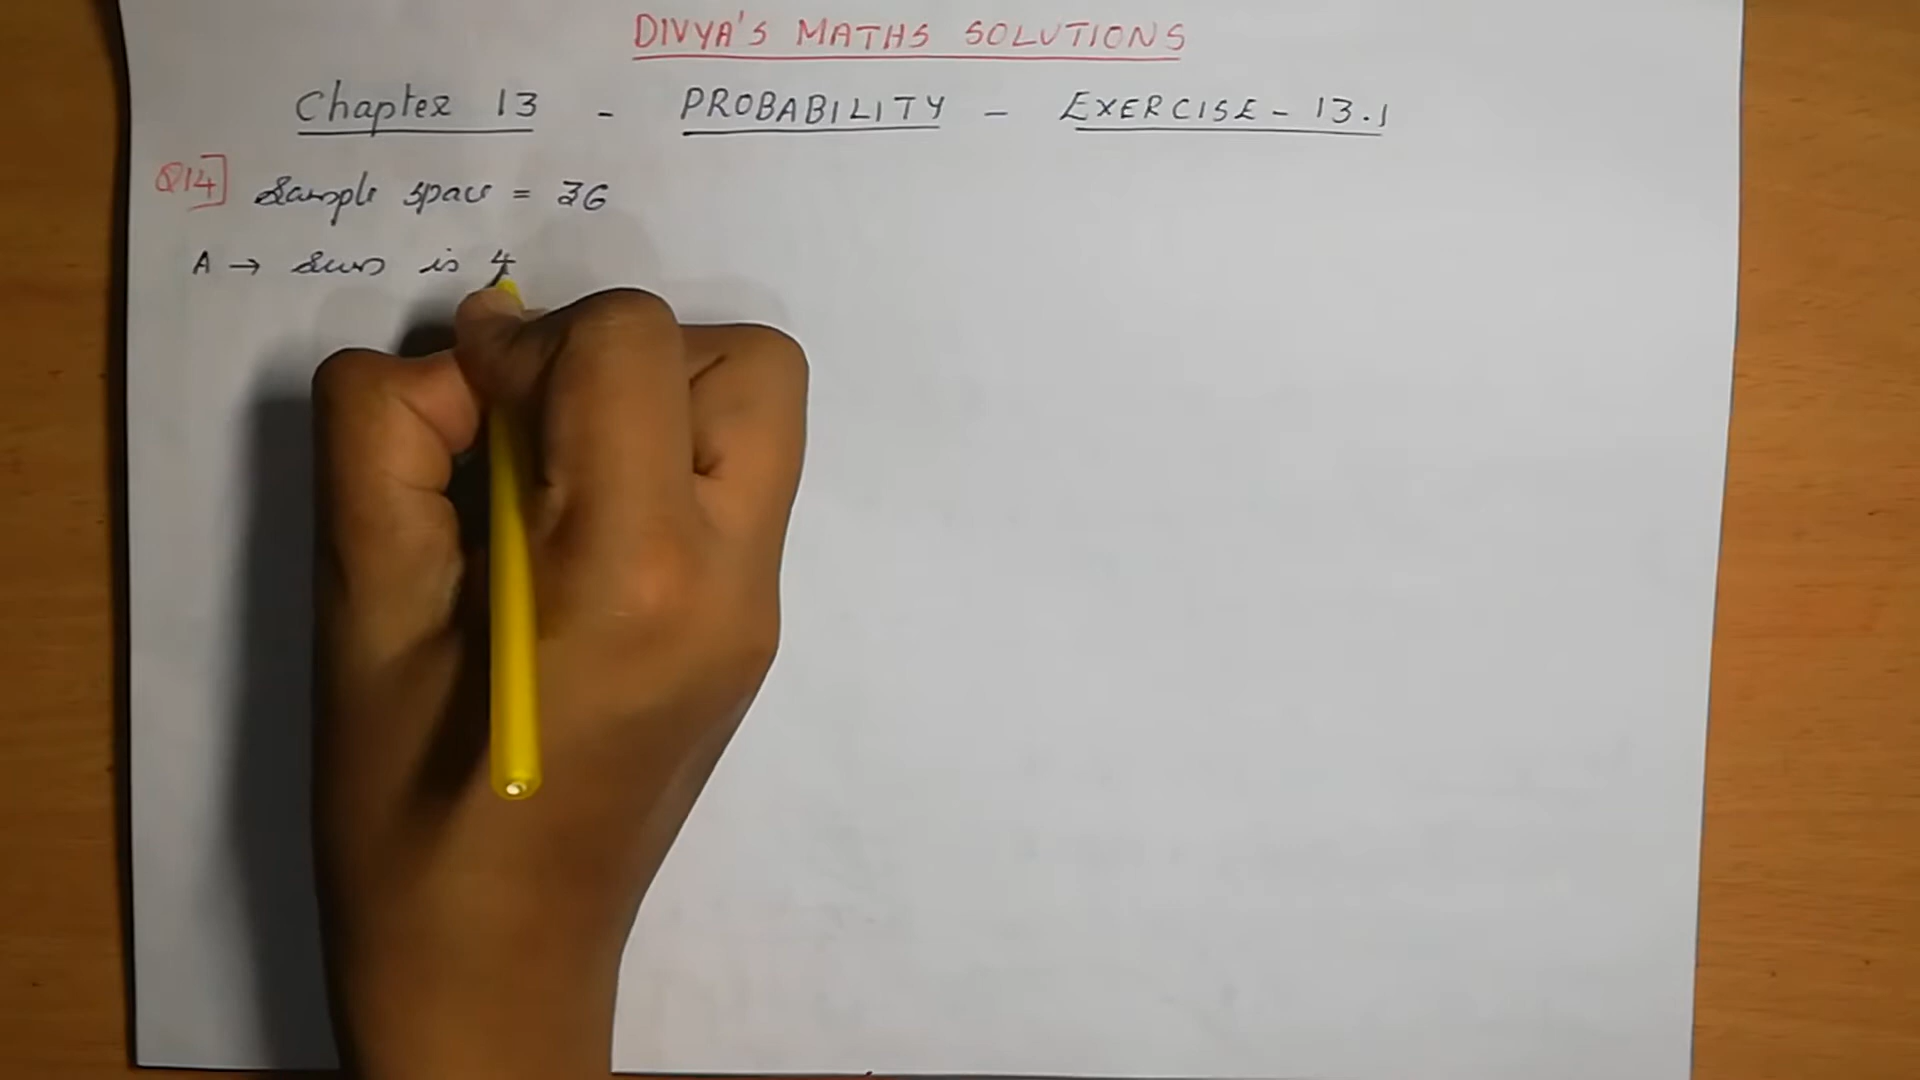 DIVYA'S MATHS SOLUTIONS
Chapter 13 - PROBABILITY - EXERCISE - 13.1
Q14] Sample space = 36
A → Sum is 4